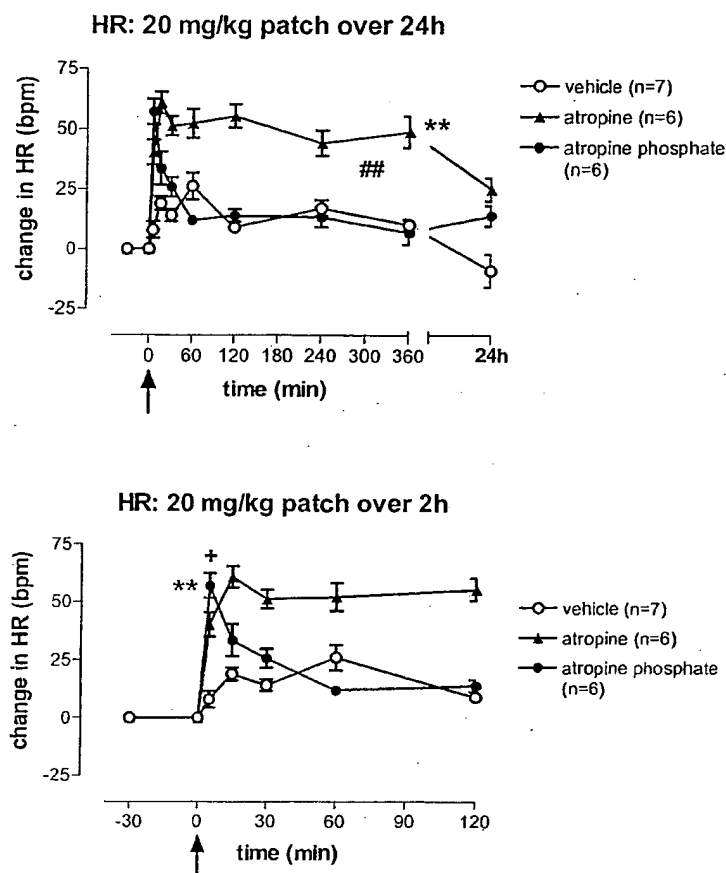 HR: 20 mg/kg patch over 24h
change in HR (bpm)
75
50
25
0
-25
**
##
0 60 120 180 240 300 360 24h
time (min)
vehicle (n=7)
atropine (n=6)
atropine phosphate
(n=6)
HR: 20 mg/kg patch over 2h
change in HR (bpm)
75
50
25
0
-25
+
**
-30 0 30 60 90 120
time (min)
vehicle (n=7)
atropine (n=6)
atropine phosphate
(n=6)